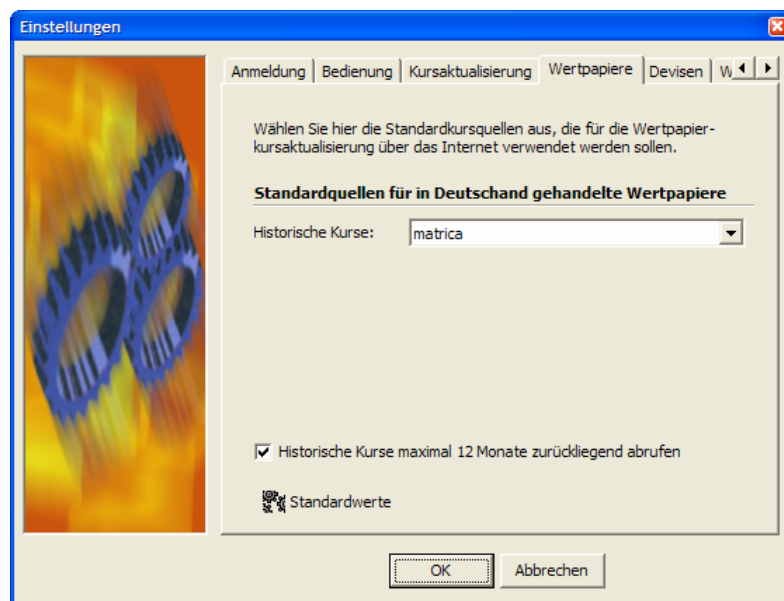 Einstellungen
Anmeldung Bedienung Kursaktualisierung Wertpapiere Devisen
Wählen Sie hier die Standardkursquellen aus, die für die Wertpapier-
kursaktualisierung über das Internet verwendet werden sollen.
Standardquellen für in Deutschand gehandelte Wertpapiere
Historische Kurse: matrica
Historische Kurse maximal 12 Monate zurückliegend abrufen
Standardwerte
OK Abbrechen